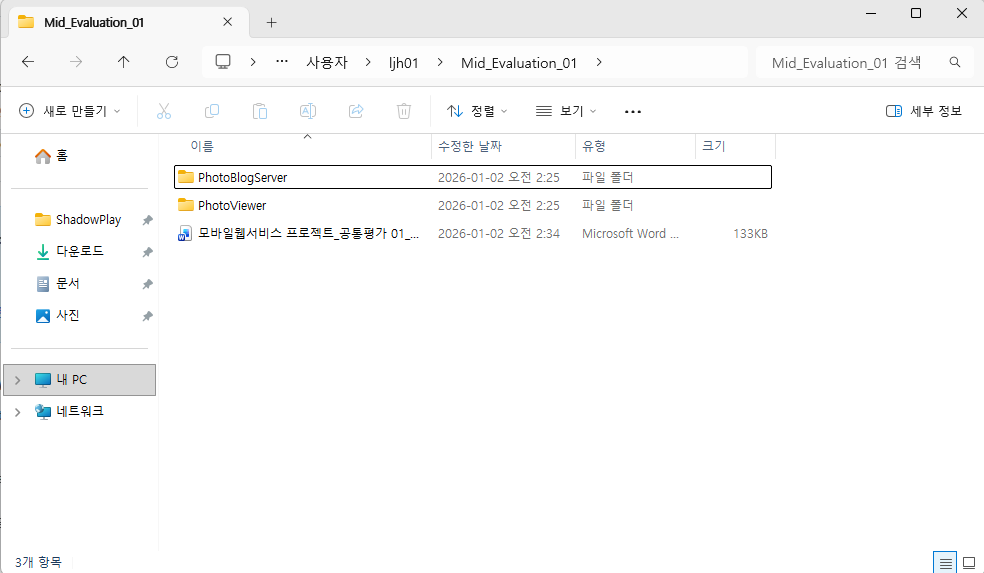 Mid_Evaluation_01
사용자 ljh01 Mid_Evaluation_01
Mid_Evaluation_01 검색
새로 만들기 정렬 보기 세부 정보
이름 수정한 날짜 유형 크기
홈
ShadowPlay
다운로드
문서
사진
내 PC
네트워크
PhotoBlogServer 2026-01-02 오전 2:25 파일 폴더
PhotoViewer 2026-01-02 오전 2:25 파일 폴더
모바일웹서비스 프로젝트_공통평가 01_... 2026-01-02 오전 2:34 Microsoft Word ... 133KB
3개 항목